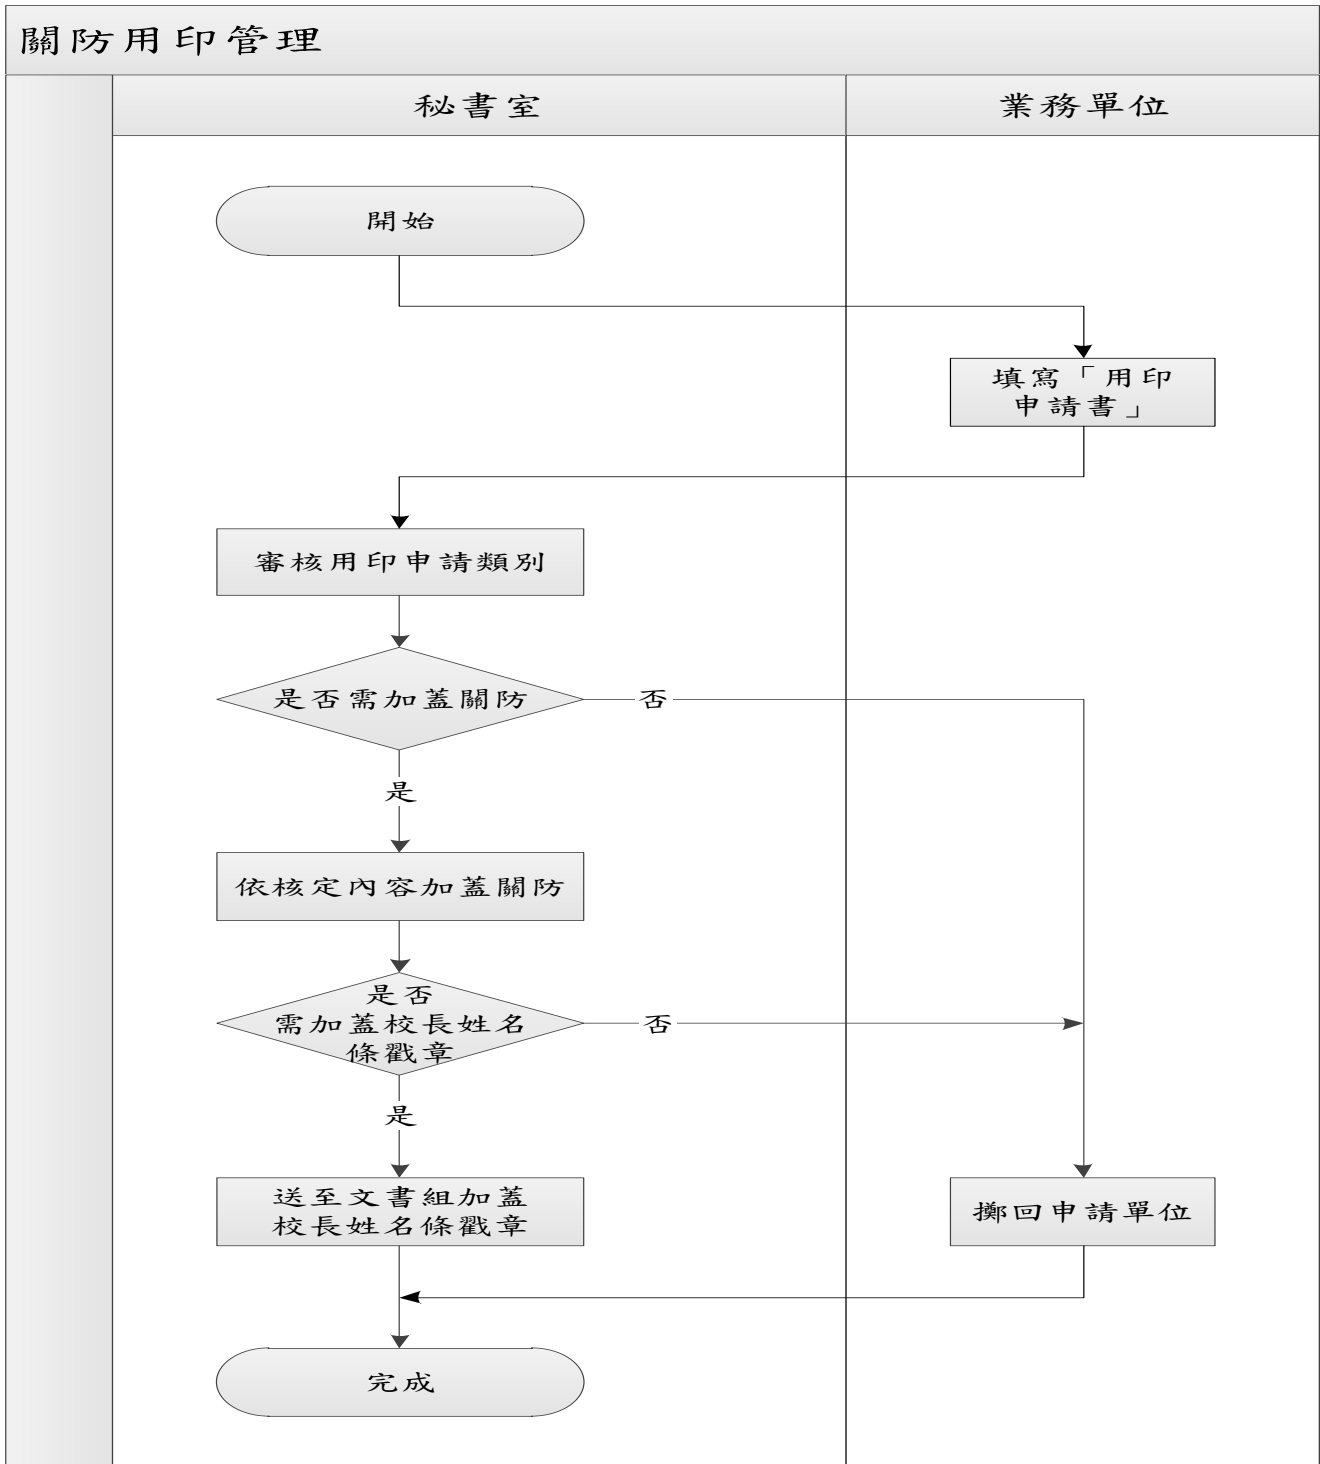 關防用印管理
秘書室
業務單位
開始
填寫「用印
申請書」
審核用印申請類別
是否需加蓋關防
否
是
依核定內容加蓋關防
是否
需加蓋校長姓名
條戳章
否
是
送至文書組加蓋
校長姓名條戳章
擲回申請單位
完成